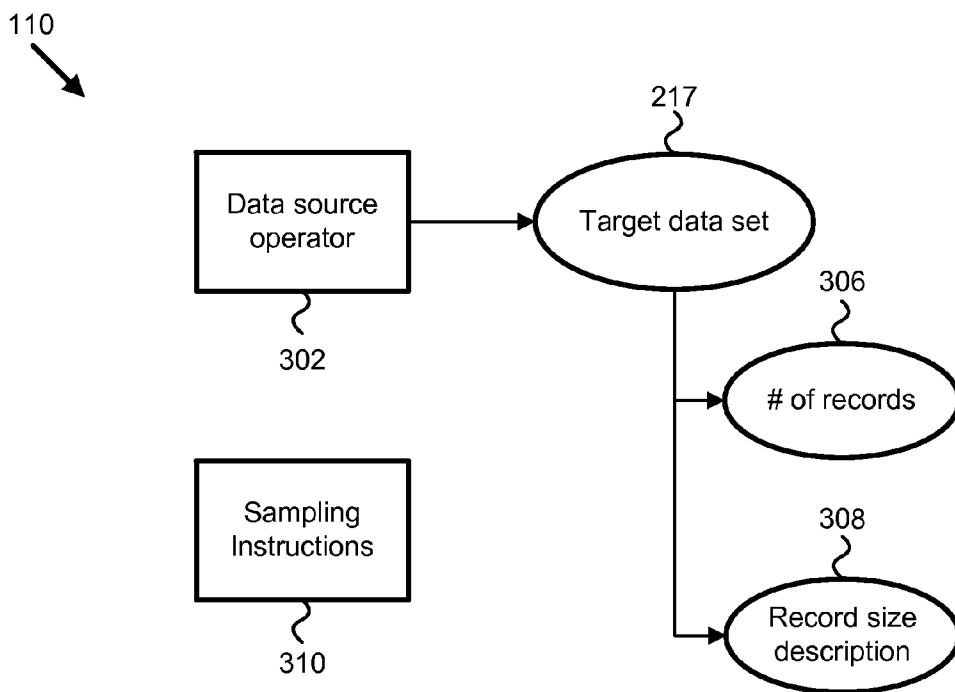 110
217
Data source
operator
Target data set
302
306
# of records
Sampling
Instructions
310
308
Record size
description